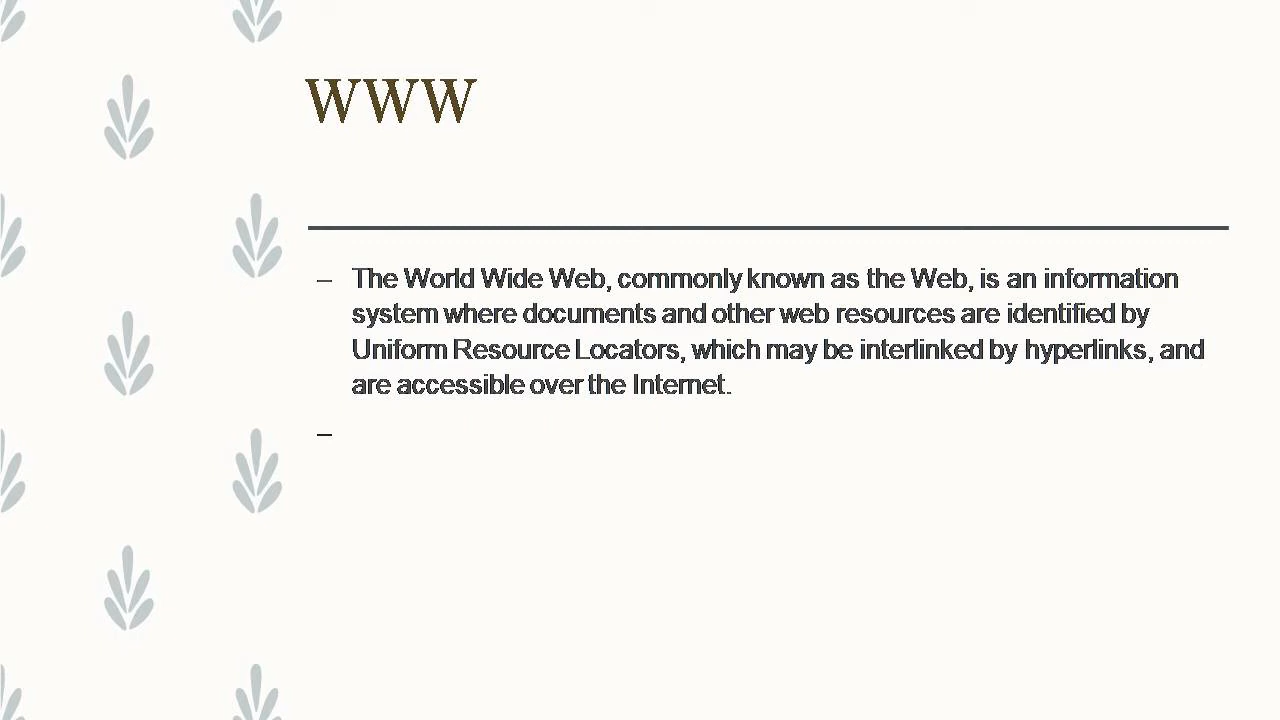 WWW
– The World Wide Web, commonly known as the Web, is an information
system where documents and other web resources are identified by
Uniform Resource Locators, which may be interlinked by hyperlinks, and
are accessible over the Internet.
–